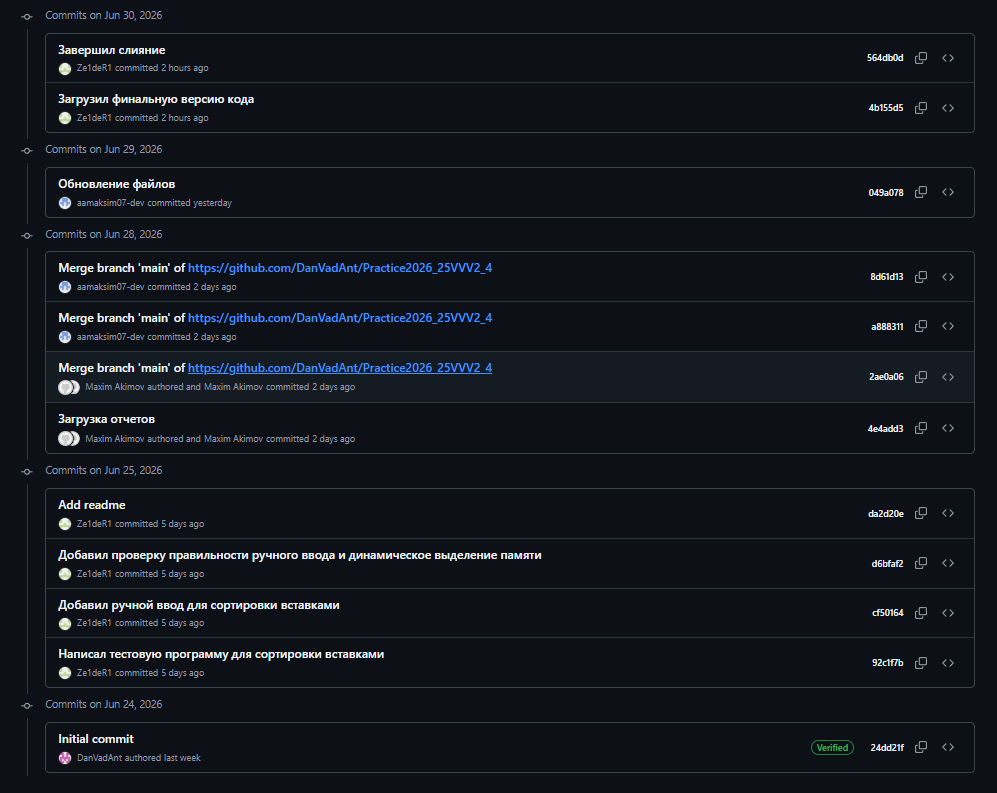 Commits on Jun 30, 2026
Завершил слияние
564db0d
Ze1deR1 committed 2 hours ago
Загрузил финальную версию кода
4b155d5
Ze1deR1 committed 2 hours ago
Commits on Jun 29, 2026
Обновление файлов
049a078
aamaksim07-dev committed yesterday
Commits on Jun 28, 2026
Merge branch 'main' of https://github.com/DanVadAnt/Practice2026_25VVV2_4
8d61d13
aamaksim07-dev committed 2 days ago
Merge branch 'main' of https://github.com/DanVadAnt/Practice2026_25VVV2_4
a888311
aamaksim07-dev committed 2 days ago
Merge branch 'main' of https://github.com/DanVadAnt/Practice2026_25VVV2_4
2ae0a06
Maxim Akimov authored and Maxim Akimov committed 2 days ago
Загрузка отчетов
4e4add3
Maxim Akimov authored and Maxim Akimov committed 2 days ago
Commits on Jun 25, 2026
Add readme
da2d20e
Ze1deR1 committed 5 days ago
Добавил проверку правильности ручного ввода и динамическое выделение памяти
d6bfaf2
Ze1deR1 committed 5 days ago
Добавил ручной ввод для сортировки вставками
cf50164
Ze1deR1 committed 5 days ago
Написал тестовую программу для сортировки вставками
92c1f7b
Ze1deR1 committed 5 days ago
Commits on Jun 24, 2026
Initial commit
Verified 24dd21f
DanVadAnt authored last week